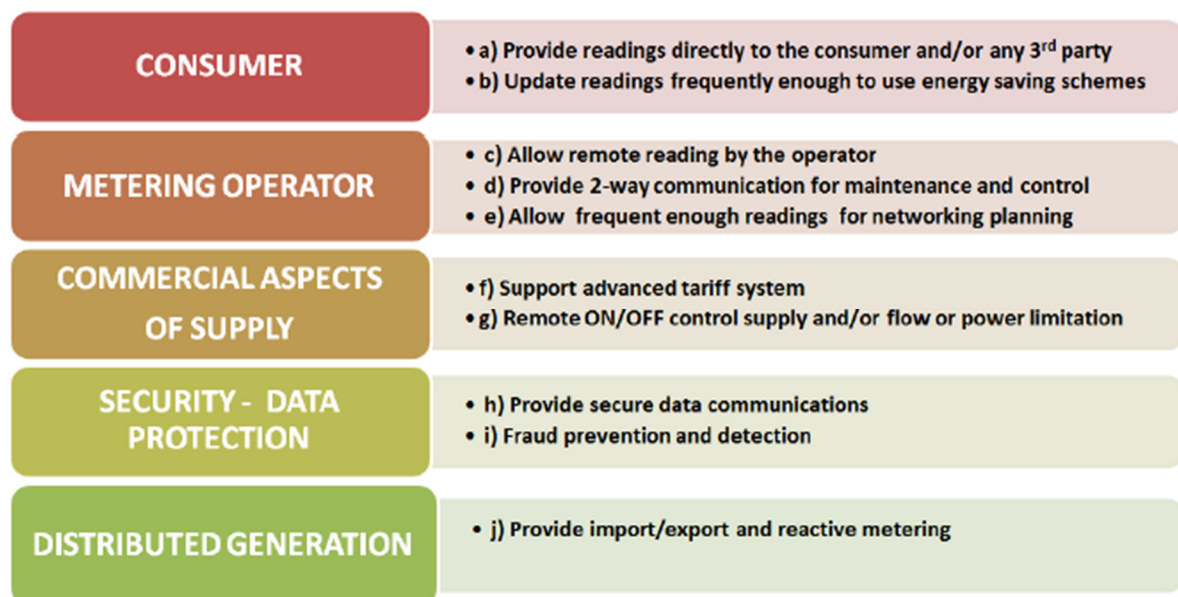 CONSUMER
• a) Provide readings directly to the consumer and/or any 3rd party
• b) Update readings frequently enough to use energy saving schemes
METERING OPERATOR
• c) Allow remote reading by the operator
• d) Provide 2-way communication for maintenance and control
• e) Allow frequent enough readings for networking planning
COMMERCIAL ASPECTS
OF SUPPLY
• f) Support advanced tariff system
• g) Remote ON/OFF control supply and/or flow or power limitation
SECURITY - DATA
PROTECTION
• h) Provide secure data communications
• i) Fraud prevention and detection
DISTRIBUTED GENERATION
• j) Provide import/export and reactive metering